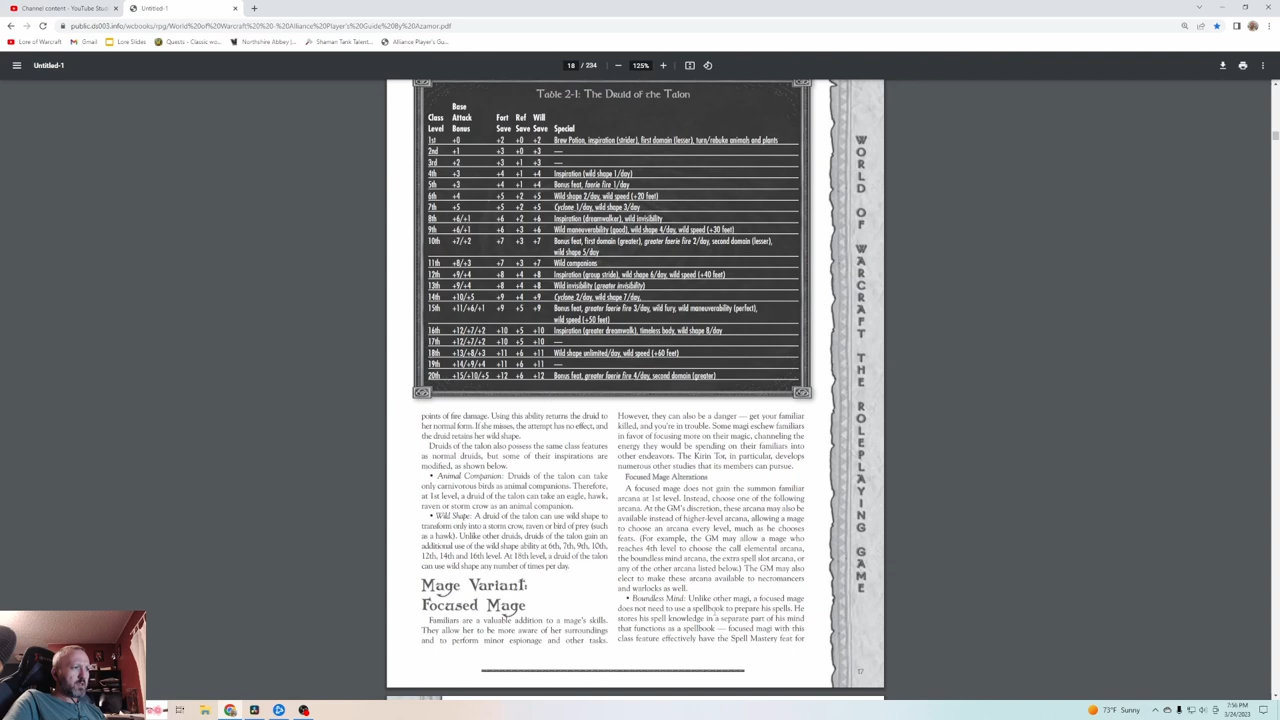 Channel content - YouTube Stud
Untitled-1
public.ds003.info/wcbooks/rpg/World%20of%20Warcraft%20%20-%20Alliance%20Player's%20Guide%20By%20Azamor.pdf
Lore of Warcraft
Gmail
Lore Slides
Quests - Classic wo...
Northshire Abbey |...
Shaman Tank Talent...
Alliance Player's Gu...
Untitled-1
18 / 234
125%
Table 2-1: The Druid of the Talon
Class Level Base Attack Bonus Fort Save Ref Save Will Save Special
1st +0 +2 +0 +2 Brew Potion, inspiration (strider), first domain (lesser), turn/rebuke animals and plants
2nd +1 +3 +0 +3 —
3rd +2 +3 +1 +3 —
4th +3 +4 +1 +4 Inspiration (wild shape 1/day)
5th +3 +4 +1 +4 Bonus feat, faerie fire 1/day
6th +4 +5 +2 +5 Wild shape 2/day, wild speed (+20 feet)
7th +5 +5 +2 +5 Cyclone 1/day, wild shape 3/day
8th +6/+1 +6 +2 +6 Inspiration (dreamwalker), wild invisibility
9th +6/+1 +6 +3 +6 Wild maneuverability (good), wild shape 4/day, wild speed (+30 feet)
10th +7/+2 +7 +3 +7 Bonus feat, first domain (greater), greater faerie fire 2/day, second domain (lesser),
wild shape 5/day
11th +8/+3 +7 +3 +7 Wild companions
12th +9/+4 +8 +4 +8 Inspiration (group stride), wild shape 6/day, wild speed (+40 feet)
13th +9/+4 +8 +4 +8 Wild invisibility (greater invisibility)
14th +10/+5 +9 +4 +9 Cyclone 2/day, wild shape 7/day,
15th +11/+6/+1 +9 +5 +9 Bonus feat, greater faerie fire 3/day, wild fury, wild maneuverability (perfect),
wild speed (+50 feet)
16th +12/+7/+2 +10 +5 +10 Inspiration (greater dreamwalk), timeless body, wild shape 8/day
17th +12/+7/+2 +10 +5 +10 —
18th +13/+8/+3 +11 +6 +11 Wild shape unlimited/day, wild speed (+60 feet)
19th +14/+9/+4 +11 +6 +11 —
20th +15/+10/+5 +12 +6 +12 Bonus feat, greater faerie fire 4/day, second domain (greater)
points of fire damage. Using this ability returns the druid to
her normal form. If she misses, the attempt has no effect, and
the druid retains her wild shape.
Druids of the talon also possess the same class features
as normal druids, but some of their inspirations are
modified, as shown below.
• Animal Companion: Druids of the talon can take
only carnivorous birds as animal companions. Therefore,
at 1st level, a druid of the talon can take an eagle, hawk,
raven or storm crow as an animal companion.
• Wild Shape: A druid of the talon can use wild shape to
transform only into a storm crow, raven or bird of prey (such
as a hawk). Unlike other druids, druids of the talon gain an
additional use of the wild shape ability at 6th, 7th, 9th, 10th,
12th, 14th and 16th level. At 18th level, a druid of the talon
can use wild shape any number of times per day.
Mage Variant:
Focused Mage
Familiars are a valuable addition to a mage's skills.
They allow her to be more aware of her surroundings
and to perform minor espionage and other tasks.
However, they can also be a danger — get your familiar
killed, and you're in trouble. Some magi eschew familiars
in favor of focusing more on their magic, channeling the
energy they would be spending on their familiars into
other endeavors. The Kirin Tor, in particular, develops
numerous other studies that its members can pursue.
Focused Mage Alterations
A focused mage does not gain the summon familiar
arcana at 1st level. Instead, choose one of the following
arcana. At the GM's discretion, these arcana may also be
available instead of higher-level arcana, allowing a mage
to choose an arcana every level, much as he chooses
feats. (For example, the GM may allow a mage who
reaches 4th level to choose the call elemental arcana,
the boundless mind arcana, the extra spell slot arcana, or
any of the other arcana listed below.) The GM may also
elect to make these arcana available to necromancers
and warlocks as well.
• Boundless Mind: Unlike other magi, a focused mage
does not need to use a spellbook to prepare his spells. He
stores his spell knowledge in a separate part of his mind
that functions as a spellbook — focused magi with this
class feature effectively have the Spell Mastery feat for
17
WORLD OF WARCRAFT THE ROLEPLAYING GAME
73°F Sunny
7:56 PM
3/24/2023